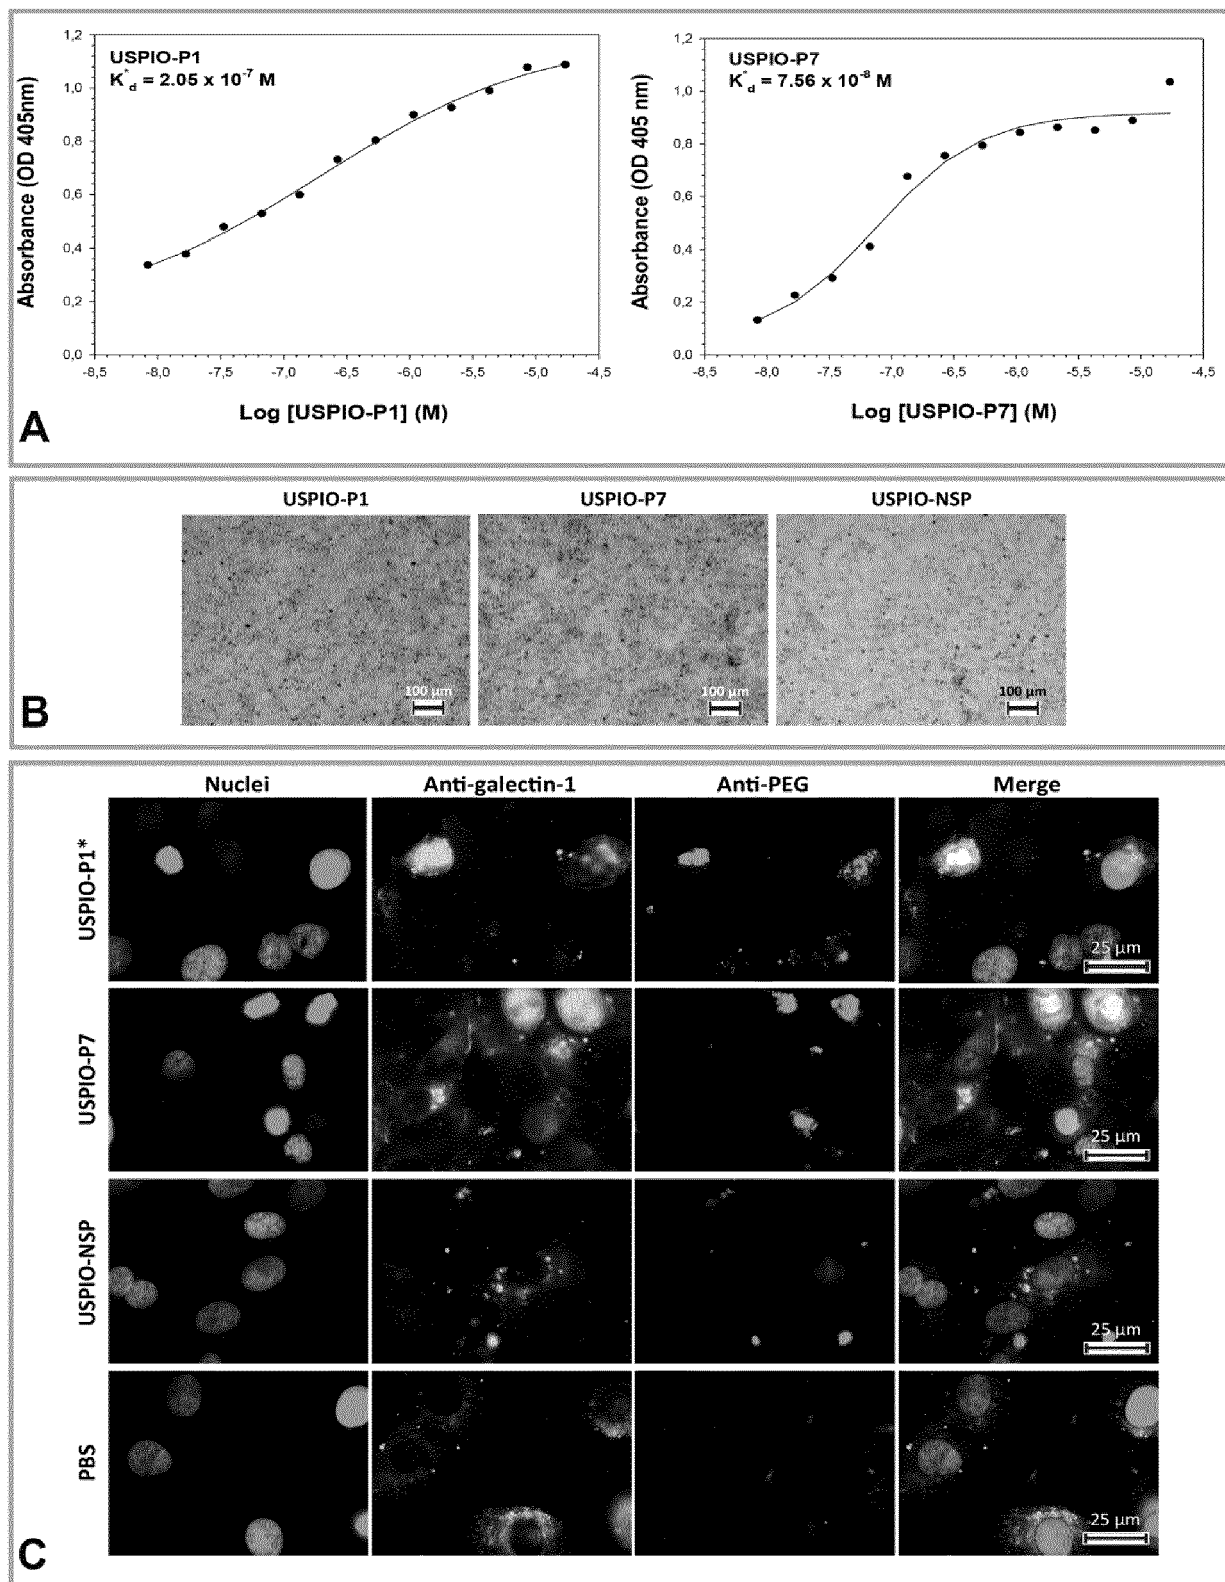 USPIO-P1
K*d = 2.05 x 10-7 M
Absorbance (OD 405nm)
1,2
1,0
0,8
0,6
0,4
0,2
0,0
-8,5 -8,0 -7,5 -7,0 -6,5 -6,0 -5,5 -5,0 -4,5
Log [USPIO-P1] (M)
USPIO-P7
K*d = 7.56 x 10-8 M
Absorbance (OD 405 nm)
1,2
1,0
0,8
0,6
0,4
0,2
0,0
-8,5 -8,0 -7,5 -7,0 -6,5 -6,0 -5,5 -5,0 -4,5
Log [USPIO-P7] (M)
A
USPIO-P1 USPIO-P7 USPIO-NSP
100 µm 100 µm 100 µm
B
Nuclei Anti-galectin-1 Anti-PEG Merge
USPIO-P1*
25 µm
USPIO-P7
25 µm
USPIO-NSP
25 µm
PBS
25 µm
C